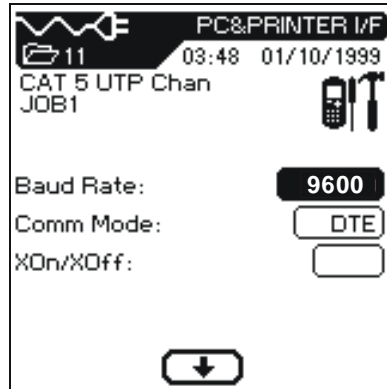 PC&PRINTER I/F
11 03:48 01/10/1999
CAT 5 UTP Chan
JOB1
Baud Rate: 9600
Comm Mode: DTE
XOn/XOff: